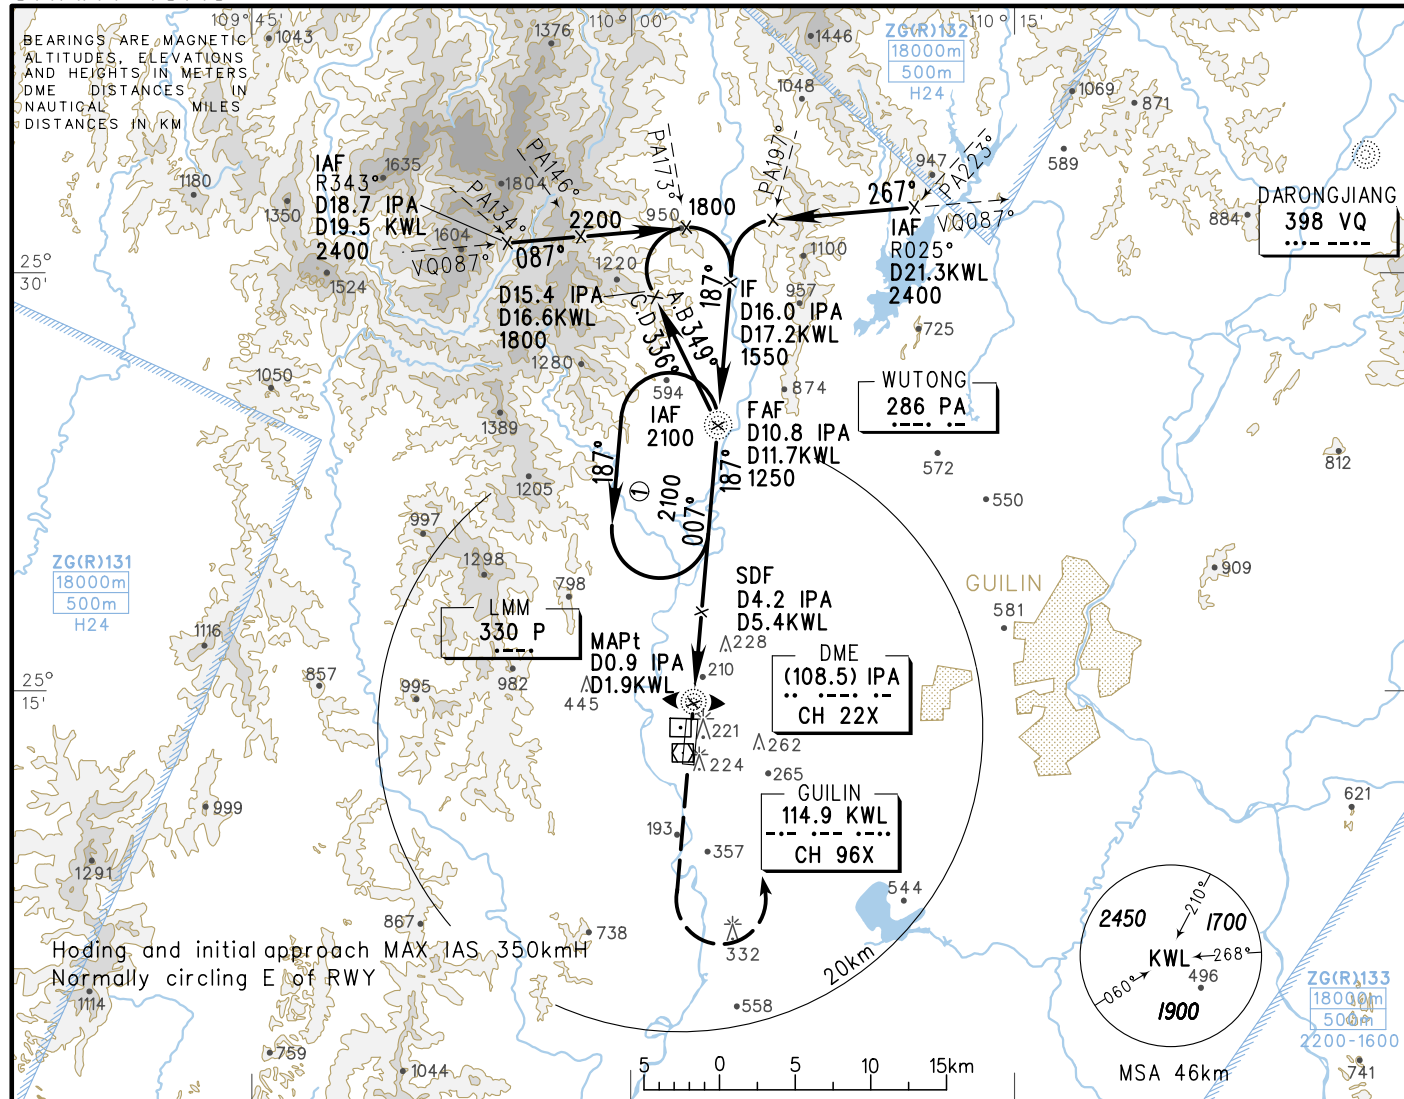 109° 45'
110° 00'
110° 15'
BEARINGS ARE MAGNETIC
ALTITUDES, ELEVATIONS
AND HEIGHTS IN METERS
DME DISTANCES IN
NAUTICAL MILES
DISTANCES IN KM
1043
1376
1446
ZG(R)132
18000m
500m
H24
1048
1069
871
589
947
PA146°
PA173°
PA197°
PA223°
PA134°
IAF
R343°
D18.7 IPA
D19.5 KWL
2400
1635
1804
1180
1350
1604
1524
VQ087°
087°
2200
950
1800
267°
VQ087°
IAF
R025°
D21.3KWL
2400
DARONGJIANG
398 VQ
884
25°
30'
1220
1100
957
725
D15.4 IPA
D16.6KWL
1800
187°
IF
D16.0 IPA
D17.2KWL
1550
A.B349°
C.D 336°
1280
594
874
1050
1389
1205
600
IAF
2100
WUTONG
286 PA
FAF
D10.8 IPA
D11.7KWL
1250
187°
187°
1
2100
007°
572
550
812
997
1298
798
ZG(R)131
18000m
500m
H24
GUILIN
581
909
SDF
D4.2 IPA
D5.4KWL
LMM
330 P
MAPt
D0.9 IPA
D1.9KWL
228
210
1116
857
995
982
445
DME
(108.5) IPA
CH 22X
25°
15'
221
224
262
265
GUILIN
114.9 KWL
CH 96X
999
193
357
621
1291
867
738
332
544
558
20km
Hoding and initial approach MAX IAS 350kmH
Normally circling E of RWY
1114
759
1044
2450
1700
210°
KWL
268°
060°
496
1900
MSA 46km
ZG(R)133
18000m
500m
2200-1600
741
5 0 5 10 15km